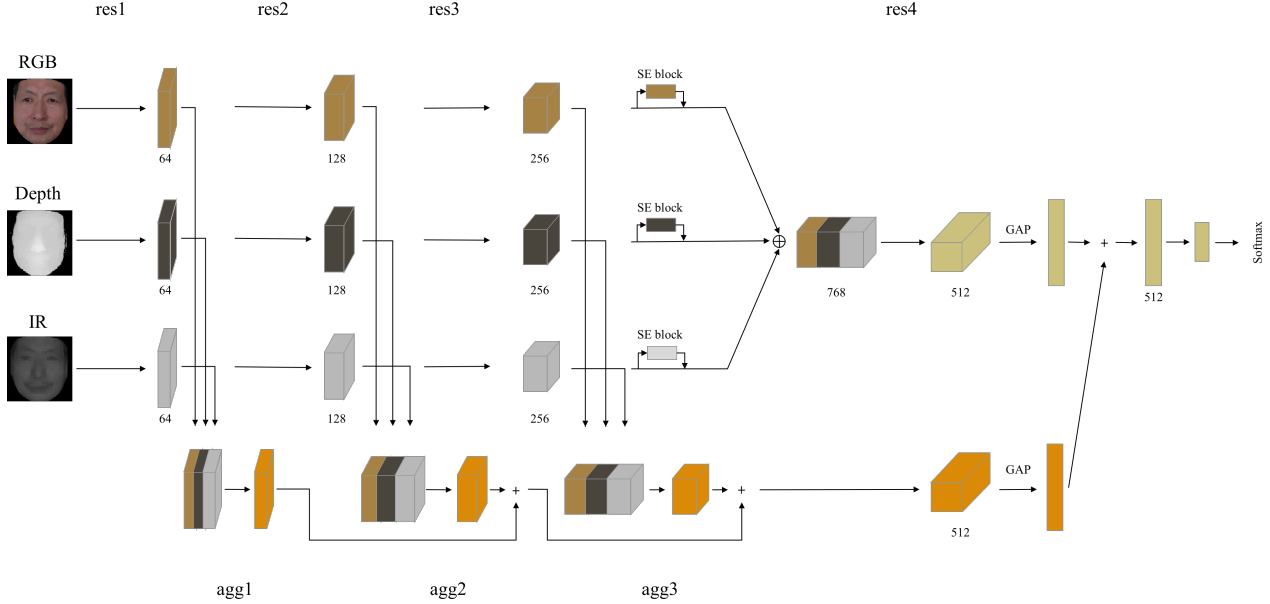 res1 res2 res3 res4
RGB
SE block
64 128 256
Depth
SE block
GAP
+
Softmax
64 128 256 768 512 512
IR
SE block
64 128 256
GAP
+ +
512
agg1 agg2 agg3